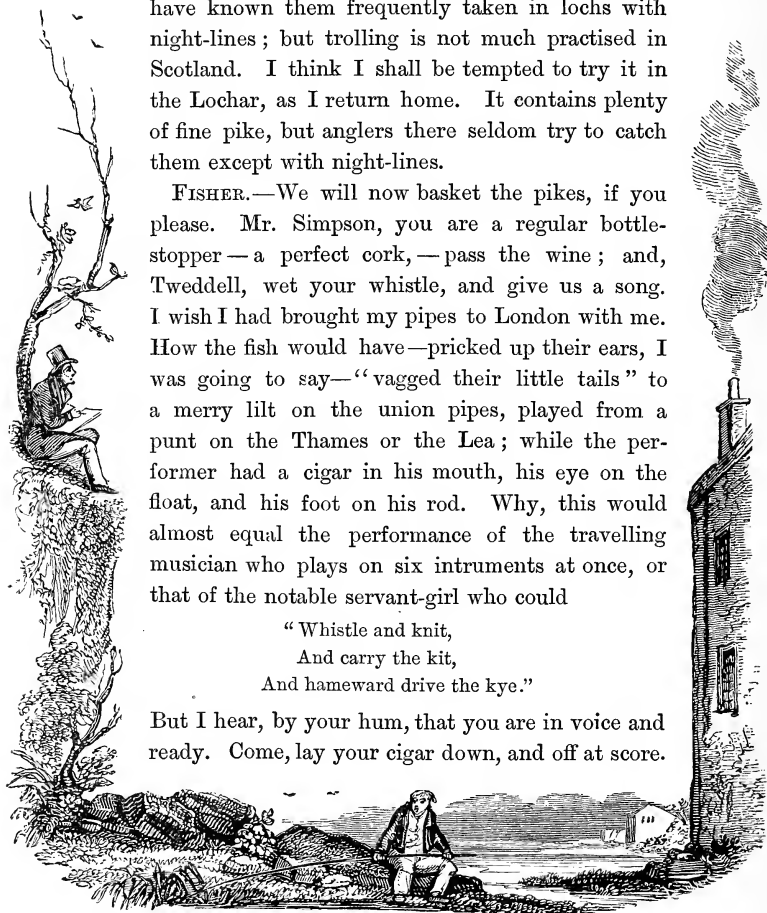 have known them frequently taken in lochs with
night-lines ; but trolling is not much practised in
Scotland. I think I shall be tempted to try it in
the Lochar, as I return home. It contains plenty
of fine pike, but anglers there seldom try to catch
them except with night-lines.
FISHER.—We will now basket the pikes, if you
please. Mr. Simpson, you are a regular bottle-
stopper — a perfect cork, — pass the wine ; and,
Tweddell, wet your whistle, and give us a song.
I wish I had brought my pipes to London with me.
How the fish would have—pricked up their ears, I
was going to say—“vagged their little tails” to
a merry lilt on the union pipes, played from a
punt on the Thames or the Lea ; while the per-
former had a cigar in his mouth, his eye on the
float, and his foot on his rod. Why, this would
almost equal the performance of the travelling
musician who plays on six intruments at once, or
that of the notable servant-girl who could
“ Whistle and knit,
And carry the kit,
And hameward drive the kye.”
But I hear, by your hum, that you are in voice and
ready. Come, lay your cigar down, and off at score.